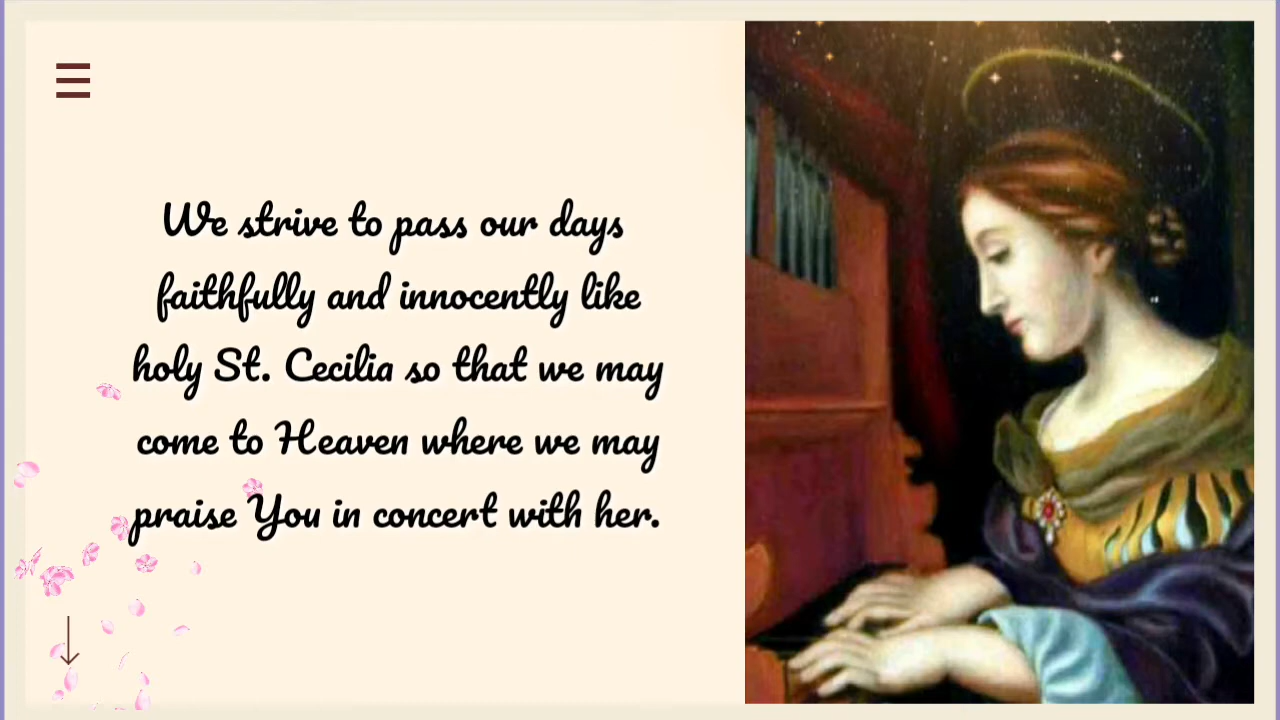 We strive to pass our days
faithfully and innocently like
holy St. Cecilia so that we may
come to Heaven where we may
praise You in concert with her.